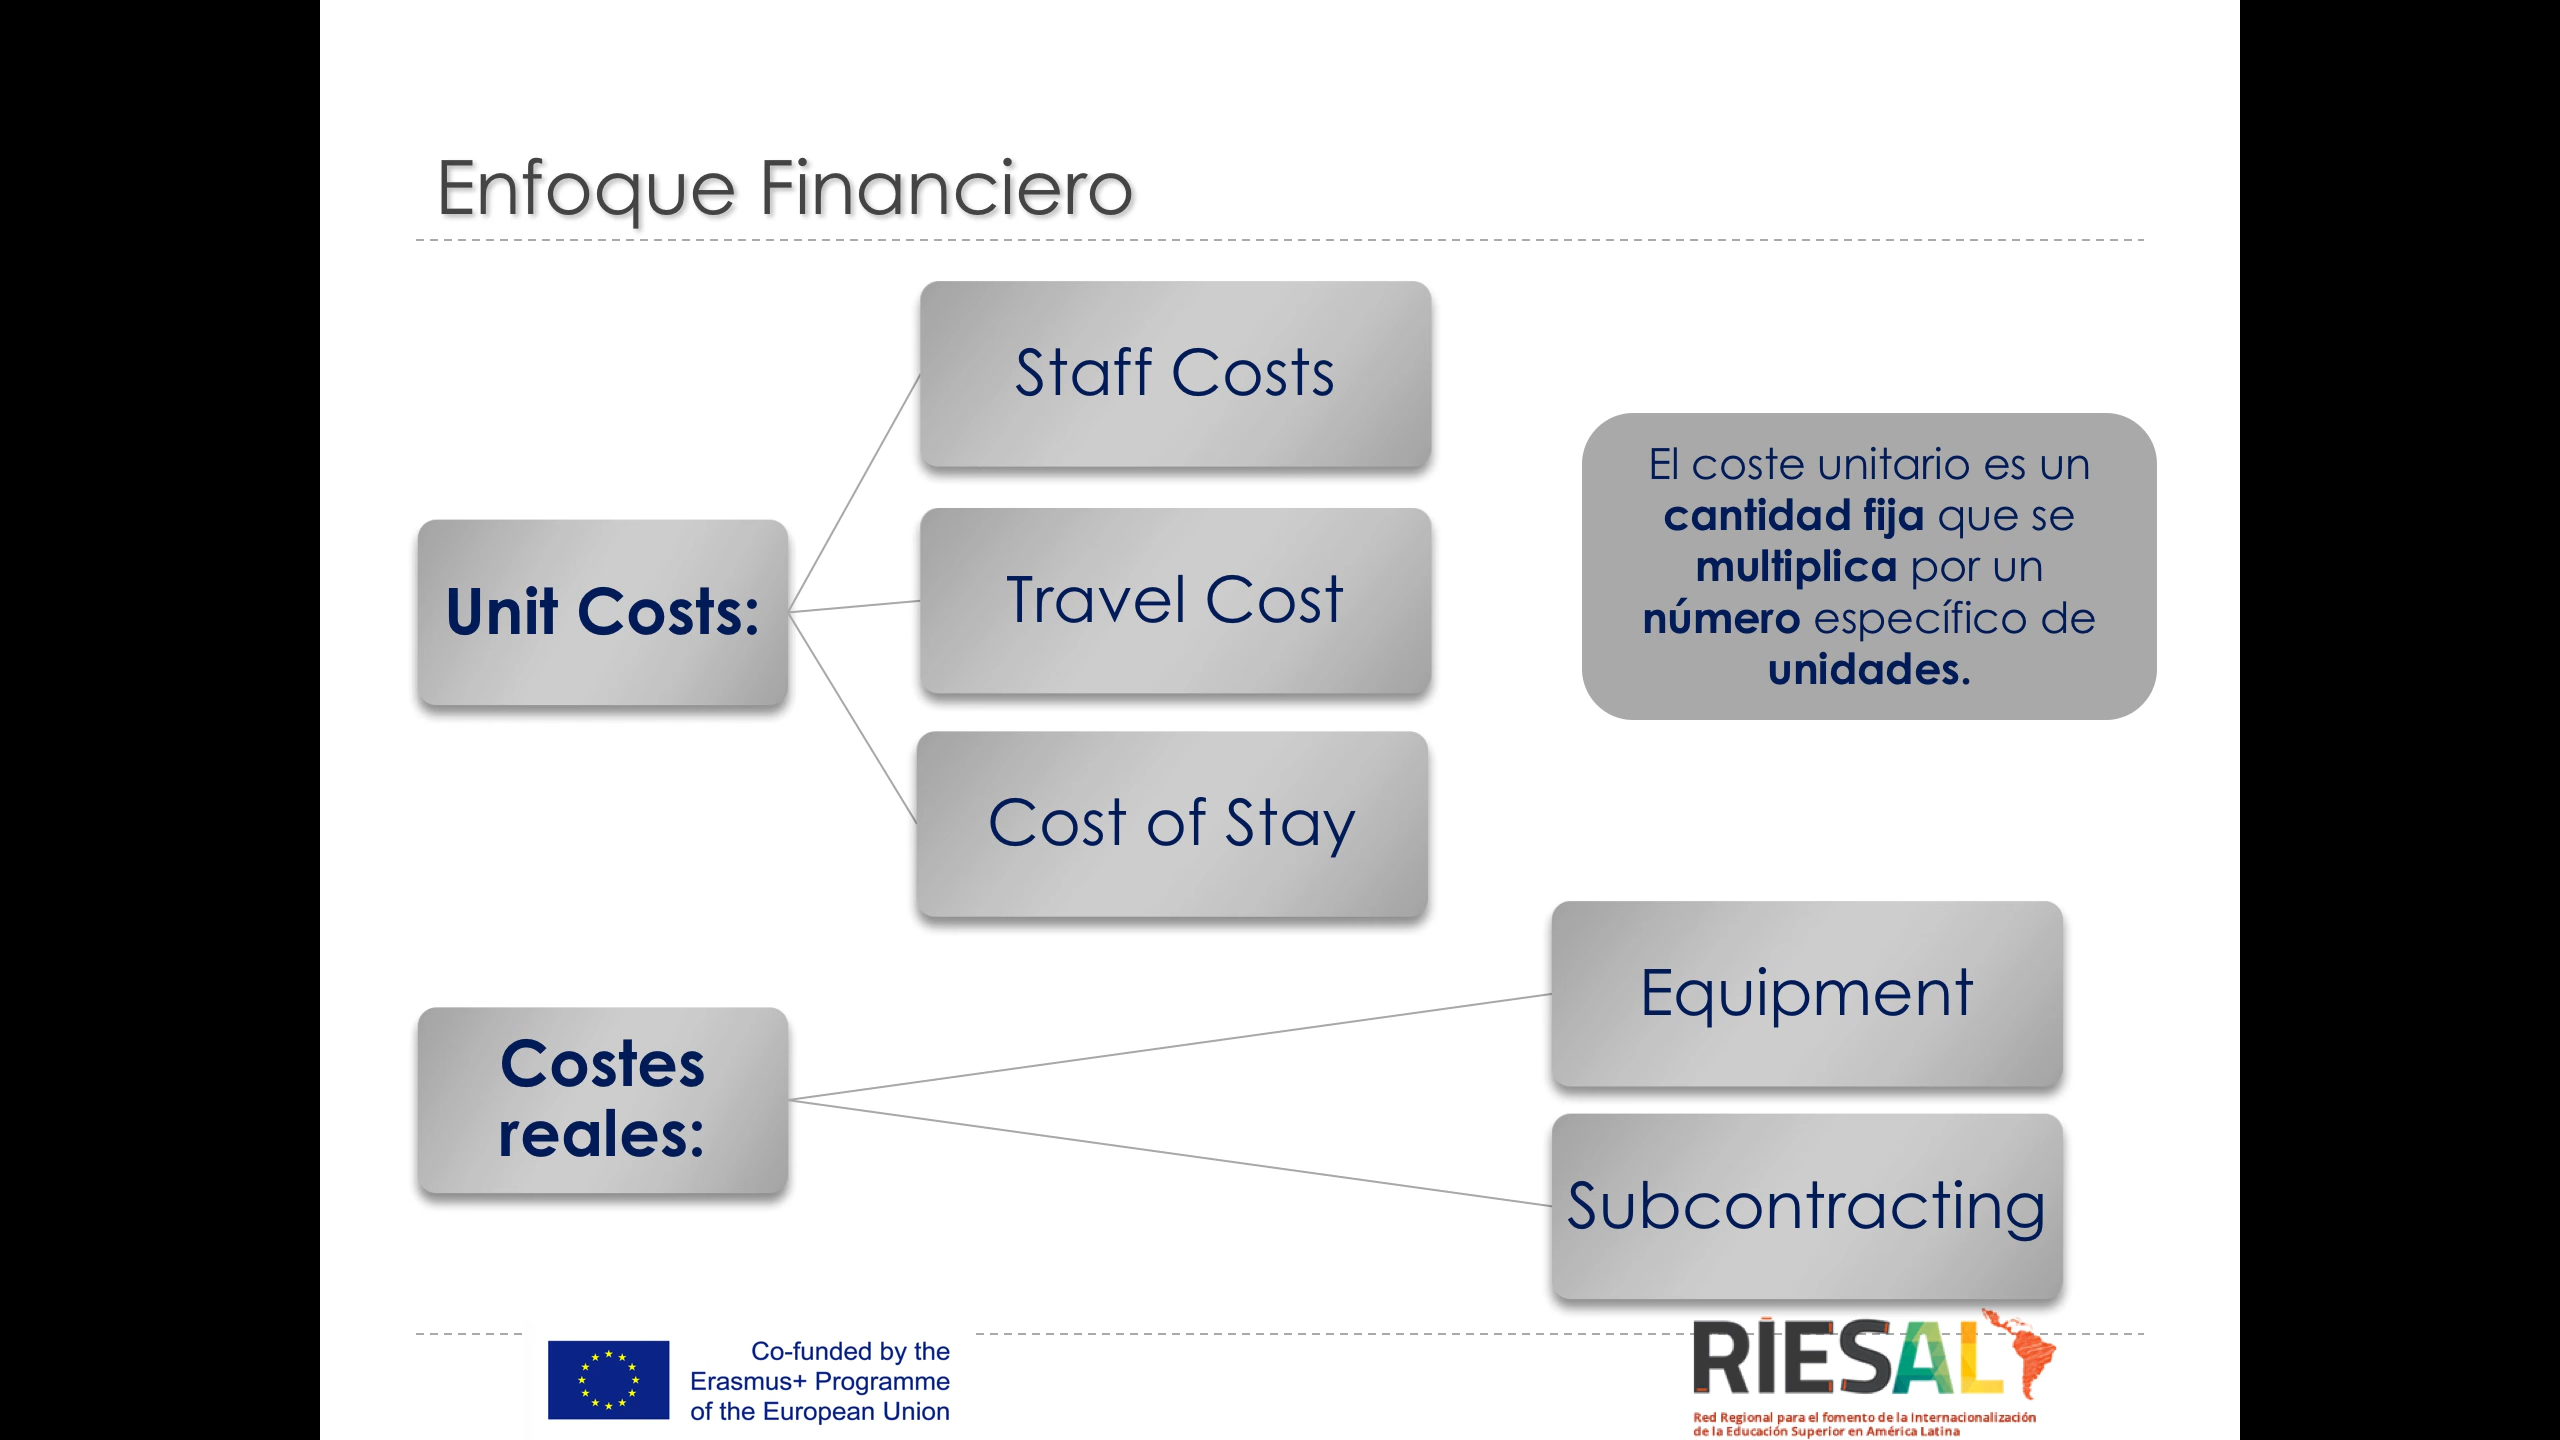 Enfoque Financiero
Staff Costs
Unit Costs:
Travel Cost
Cost of Stay
El coste unitario es un
cantidad fija que se
multiplica por un
número específico de
unidades.
Costes
reales:
Equipment
Subcontracting
Co-funded by the
Erasmus+ Programme
of the European Union
RIESAL
Red Regional para el fomento de la Internacionalización
de la Educación Superior en América Latina